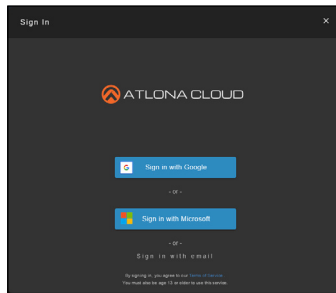 Sign In
×
ATLONA CLOUD
G Sign in with Google
- or -
Sign in with Microsoft
- or -
Sign in with email
By signing in, you agree to our Terms of Service
You must also be age 13 or older to use this service.